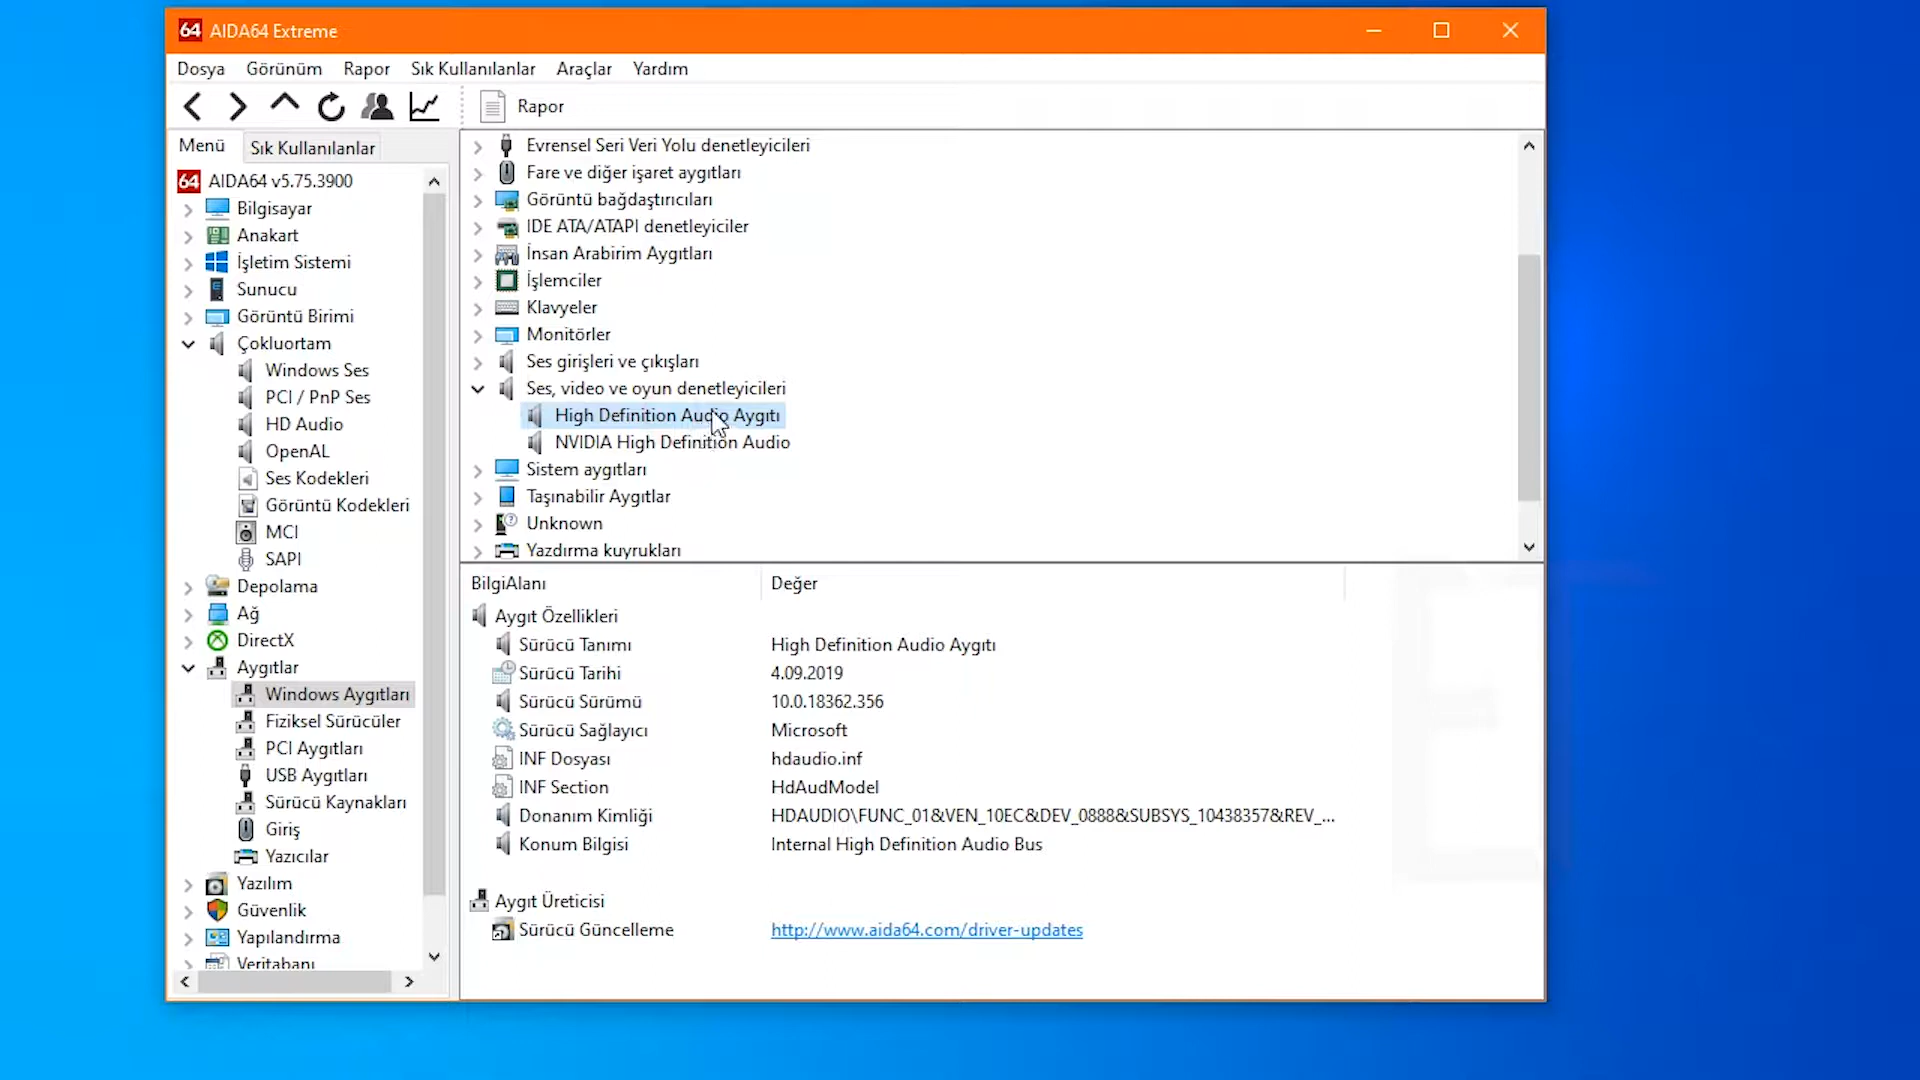 64 AIDA64 Extreme
Dosya Görünüm Rapor Sık Kullanılanlar Araçlar Yardım
Rapor
Menü Sık Kullanılanlar
64 AIDA64 v5.75.3900
Bilgisayar
Anakart
İşletim Sistemi
Sunucu
Görüntü Birimi
Çokluortam
Windows Ses
PCI / PnP Ses
HD Audio
OpenAL
Ses Kodekleri
Görüntü Kodekleri
MCI
SAPI
Depolama
Ağ
DirectX
Aygıtlar
Windows Aygıtları
Fiziksel Sürücüler
PCI Aygıtları
USB Aygıtları
Sürücü Kaynakları
Giriş
Yazıcılar
Yazılım
Güvenlik
Yapılandırma
Veritabanı
Evrensel Seri Veri Yolu denetleyicileri
Fare ve diğer işaret aygıtları
Görüntü bağdaştırıcıları
IDE ATA/ATAPI denetleyiciler
İnsan Arabirim Aygıtları
İşlemciler
Klavyeler
Monitörler
Ses girişleri ve çıkışları
Ses, video ve oyun denetleyicileri
High Definition Audio Aygıtı
NVIDIA High Definition Audio
Sistem aygıtları
Taşınabilir Aygıtlar
Unknown
Yazdırma kuyrukları
BilgiAlanı Değer
Aygıt Özellikleri
Sürücü Tanımı High Definition Audio Aygıtı
Sürücü Tarihi 4.09.2019
Sürücü Sürümü 10.0.18362.356
Sürücü Sağlayıcı Microsoft
INF Dosyası hdaudio.inf
INF Section HdAudModel
Donanım Kimliği HDAUDIO\FUNC_01&VEN_10EC&DEV_0888&SUBSYS_10438357&REV_...
Konum Bilgisi Internal High Definition Audio Bus
Aygıt Üreticisi
Sürücü Güncelleme http://www.aida64.com/driver-updates